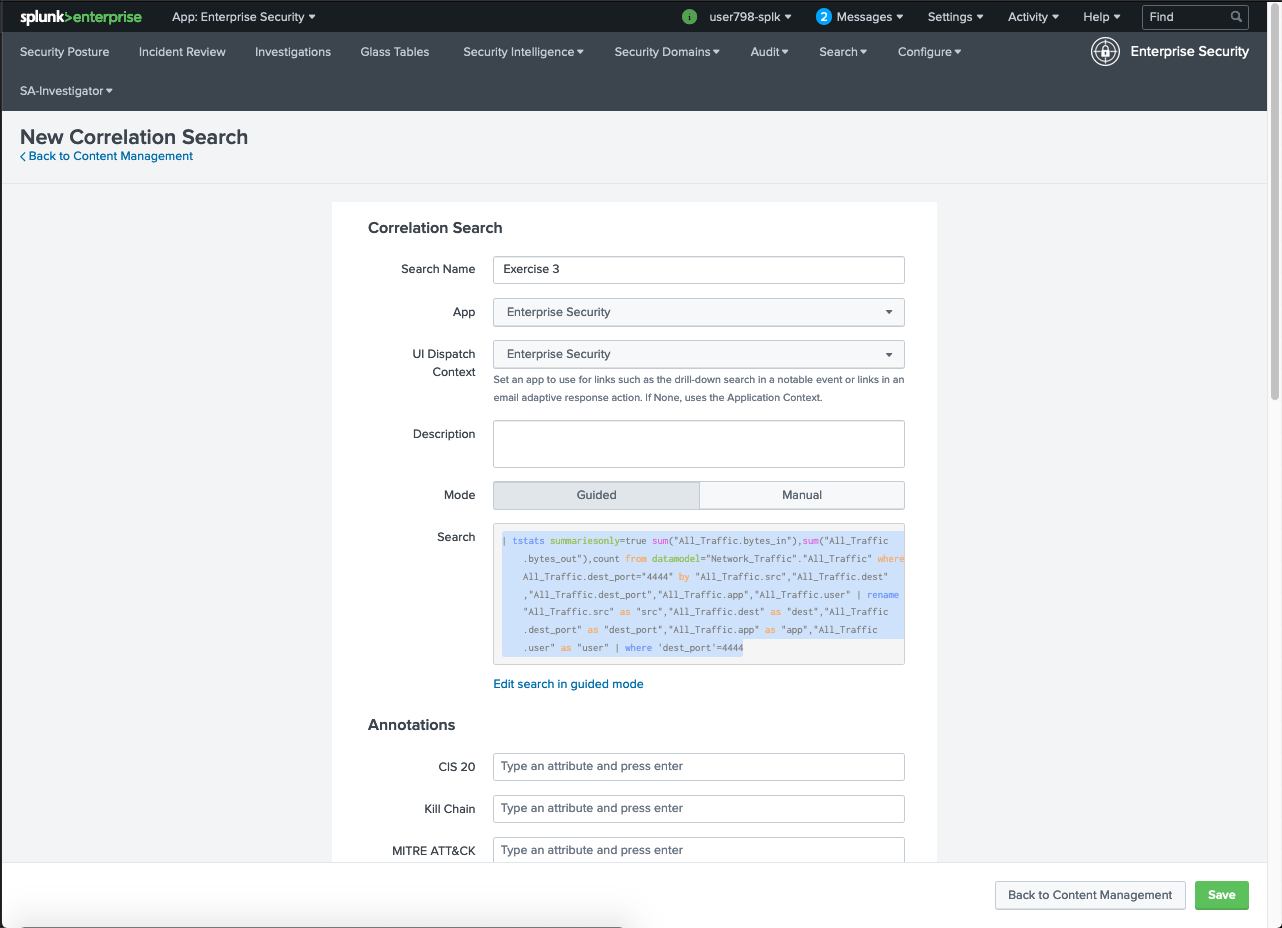 splunk>enterprise App: Enterprise Security i user798-splk 2 Messages Settings Activity Help Find
Security Posture Incident Review Investigations Glass Tables Security Intelligence Security Domains Audit Search Configure Enterprise Security
SA-Investigator
New Correlation Search
< Back to Content Management
Correlation Search
Search Name Exercise 3
App Enterprise Security
UI Dispatch Context Enterprise Security
Set an app to use for links such as the drill-down search in a notable event or links in an
email adaptive response action. If None, uses the Application Context.
Description
Mode Guided Manual
Search
| tstats summariesonly=true sum("All_Traffic.bytes_in"),sum("All_Traffic
.bytes_out"),count from datamodel="Network_Traffic"."All_Traffic" where
All_Traffic.dest_port="4444" by "All_Traffic.src","All_Traffic.dest"
,"All_Traffic.dest_port","All_Traffic.app","All_Traffic.user" | rename
"All_Traffic.src" as "src","All_Traffic.dest" as "dest","All_Traffic
.dest_port" as "dest_port","All_Traffic.app" as "app","All_Traffic
.user" as "user" | where 'dest_port'=4444
Edit search in guided mode
Annotations
CIS 20 Type an attribute and press enter
Kill Chain Type an attribute and press enter
MITRE ATT&CK Type an attribute and press enter
Back to Content Management Save